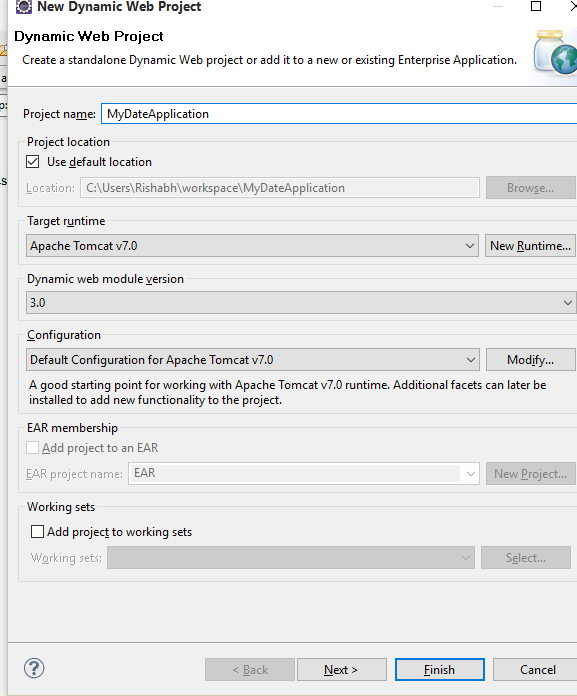 New Dynamic Web Project
Dynamic Web Project
Create a standalone Dynamic Web project or add it to a new or existing Enterprise Application.
Project name: MyDateApplication
Project location
Use default location
Location: C:\Users\Rishabh\workspace\MyDateApplication Browse...
Target runtime
Apache Tomcat v7.0 New Runtime...
Dynamic web module version
3.0
Configuration
Default Configuration for Apache Tomcat v7.0 Modify...
A good starting point for working with Apache Tomcat v7.0 runtime. Additional facets can later be
installed to add new functionality to the project.
EAR membership
Add project to an EAR
EAR project name: EAR New Project...
Working sets
Add project to working sets
Working sets: Select...
? < Back Next > Finish Cancel